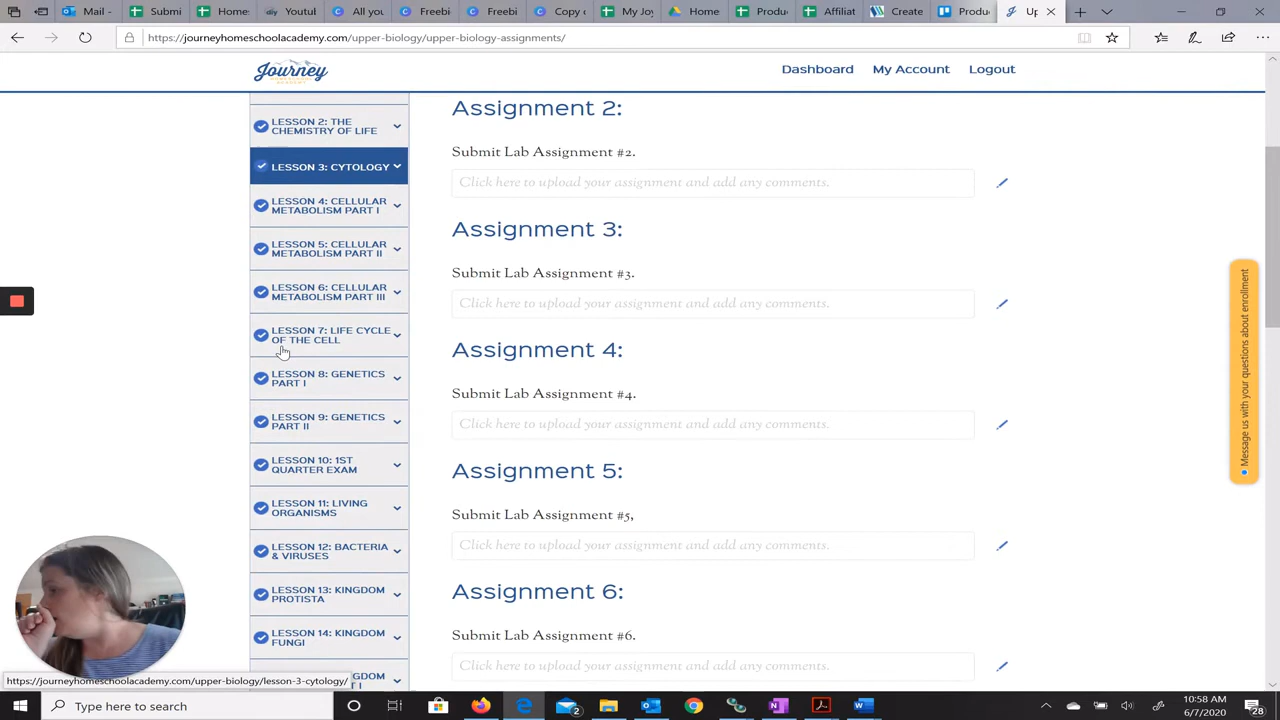 Mail -
Submi
Home
Youtul
All you
Freebi
Freebi
Copy
My Jo
Home
Produ
Affiliat
Create
Produ
Up
https://journeyhomeschoolacademy.com/upper-biology/upper-biology-assignments/
Journey
Dashboard
My Account
Logout
LESSON 2: THE
CHEMISTRY OF LIFE
LESSON 3: CYTOLOGY
LESSON 4: CELLULAR
METABOLISM PART I
LESSON 5: CELLULAR
METABOLISM PART II
LESSON 6: CELLULAR
METABOLISM PART III
LESSON 7: LIFE CYCLE
OF THE CELL
LESSON 8: GENETICS
PART I
LESSON 9: GENETICS
PART II
LESSON 10: 1ST
QUARTER EXAM
LESSON 11: LIVING
ORGANISMS
LESSON 12: BACTERIA
& VIRUSES
LESSON 13: KINGDOM
PROTISTA
LESSON 14: KINGDOM
FUNGI
Assignment 2:
Submit Lab Assignment #2.
Click here to upload your assignment and add any comments.
Assignment 3:
Submit Lab Assignment #3.
Click here to upload your assignment and add any comments.
Assignment 4:
Submit Lab Assignment #4.
Click here to upload your assignment and add any comments.
Assignment 5:
Submit Lab Assignment #5,
Click here to upload your assignment and add any comments.
Assignment 6:
Submit Lab Assignment #6.
Click here to upload your assignment and add any comments.
Message us with your questions about enrollment
https://journeyhomeschoolacademy.com/upper-biology/lesson-3-cytology/
Type here to search
2
10:58 AM
6/7/2020
28